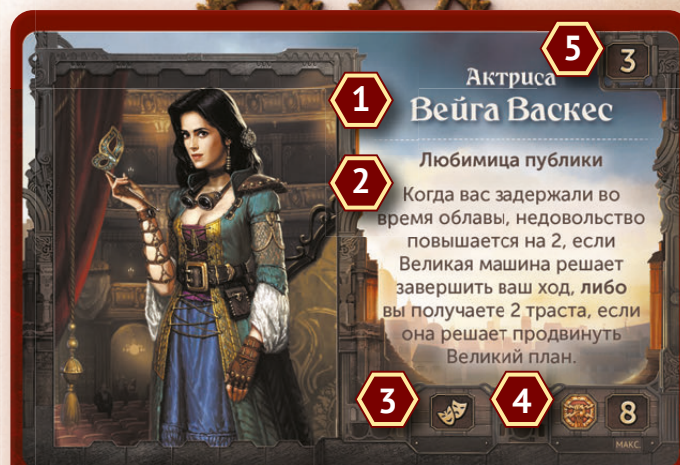 5
3
Актриса
1
Вейга Васкес
Любимица публики
2
Когда вас задержали во
время облавы, недовольство
повышается на 2, если
Великая машина решает
завершить ваш ход, либо
вы получаете 2 траста, если
она решает продвинуть
Великий план.
3
4
8
МАКС.